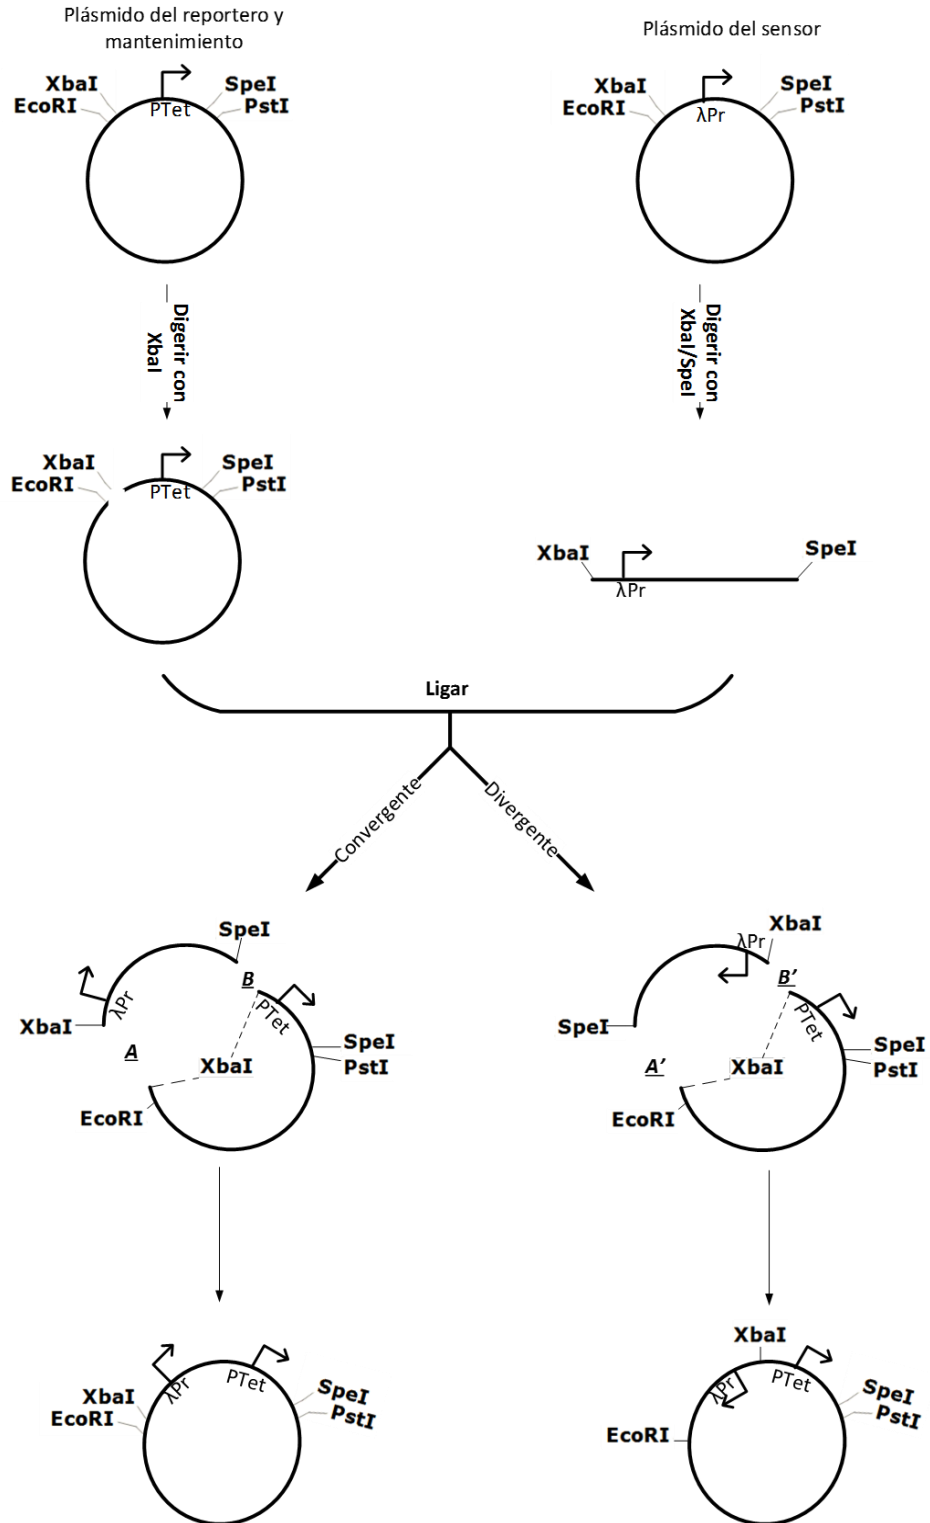 Plásmido del reportero y
mantenimiento
Plásmido del sensor
XbaI
EcoRI
PTet
SpeI
PstI
XbaI
EcoRI
λPr
SpeI
PstI
Digerir con
XbaI
Digerir con
XbaI/SpeI
XbaI
EcoRI
PTet
SpeI
PstI
XbaI
λPr
SpeI
Ligar
Convergente
Divergente
SpeI
λPr
B
PTet
XbaI
A
XbaI
SpeI
PstI
EcoRI
XbaI
λPr
B'
PTet
SpeI
A'
XbaI
SpeI
PstI
EcoRI
λPr
PTet
XbaI
EcoRI
SpeI
PstI
XbaI
λPr
PTet
SpeI
PstI
EcoRI